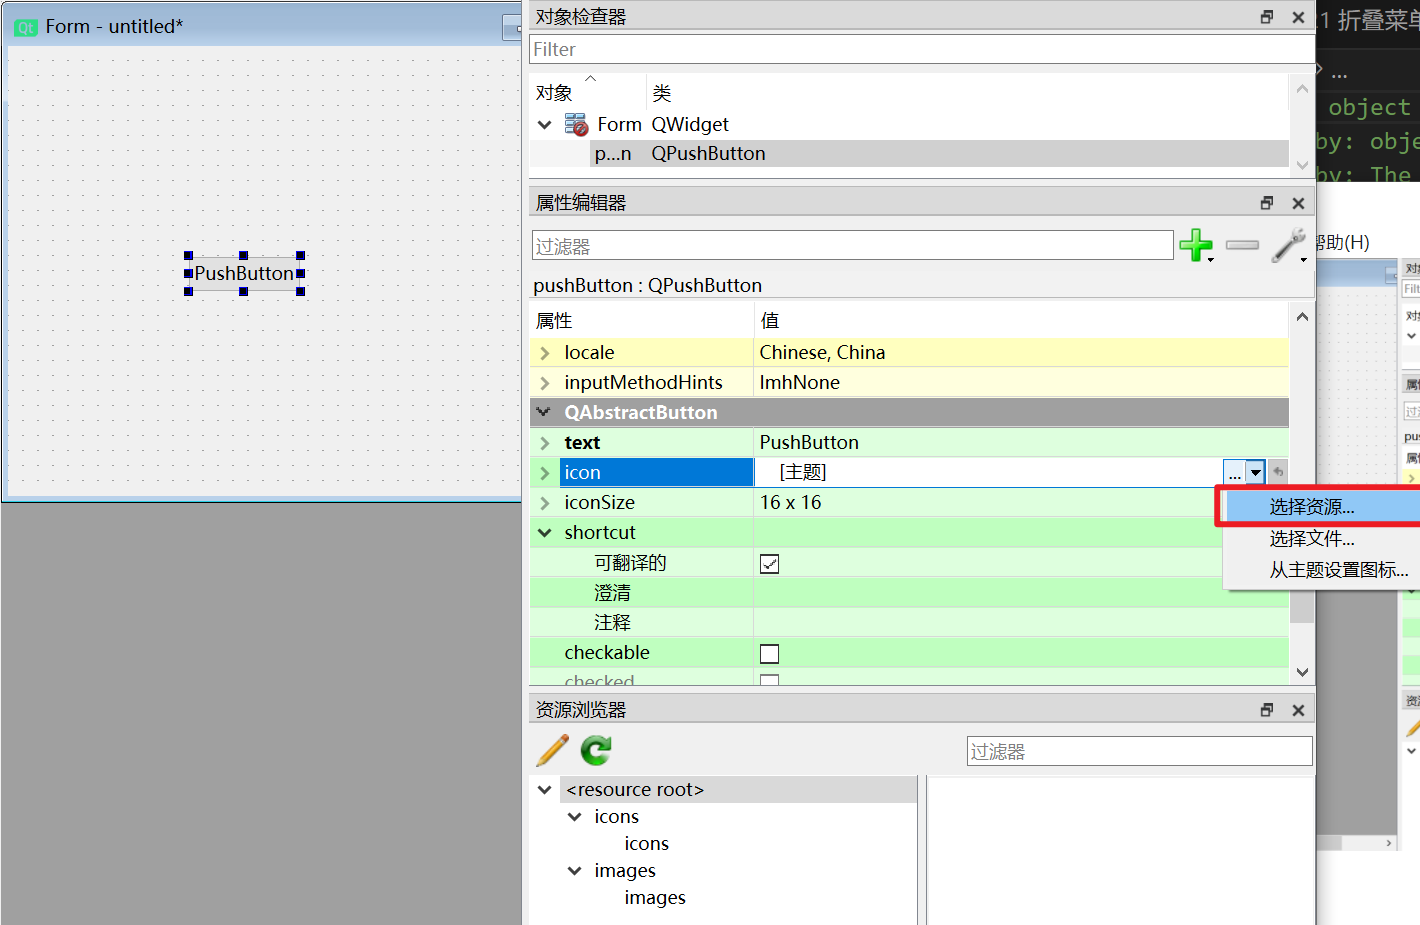 Form - untitled*
PushButton
对象检查器
Filter
对象 类
Form QWidget
p...n QPushButton
属性编辑器
过滤器
pushButton : QPushButton
属性 值
locale Chinese, China
inputMethodHints ImhNone
QAbstractButton
text PushButton
icon [主题] ...
iconSize 16 x 16
shortcut
可翻译的
澄清
注释
checkable
checked
选择资源...
选择文件...
从主题设置图标...
资源浏览器
过滤器
<resource root>
icons
icons
images
images
1 折叠菜单
> ...
object
by: obje
by: The
帮助(H)